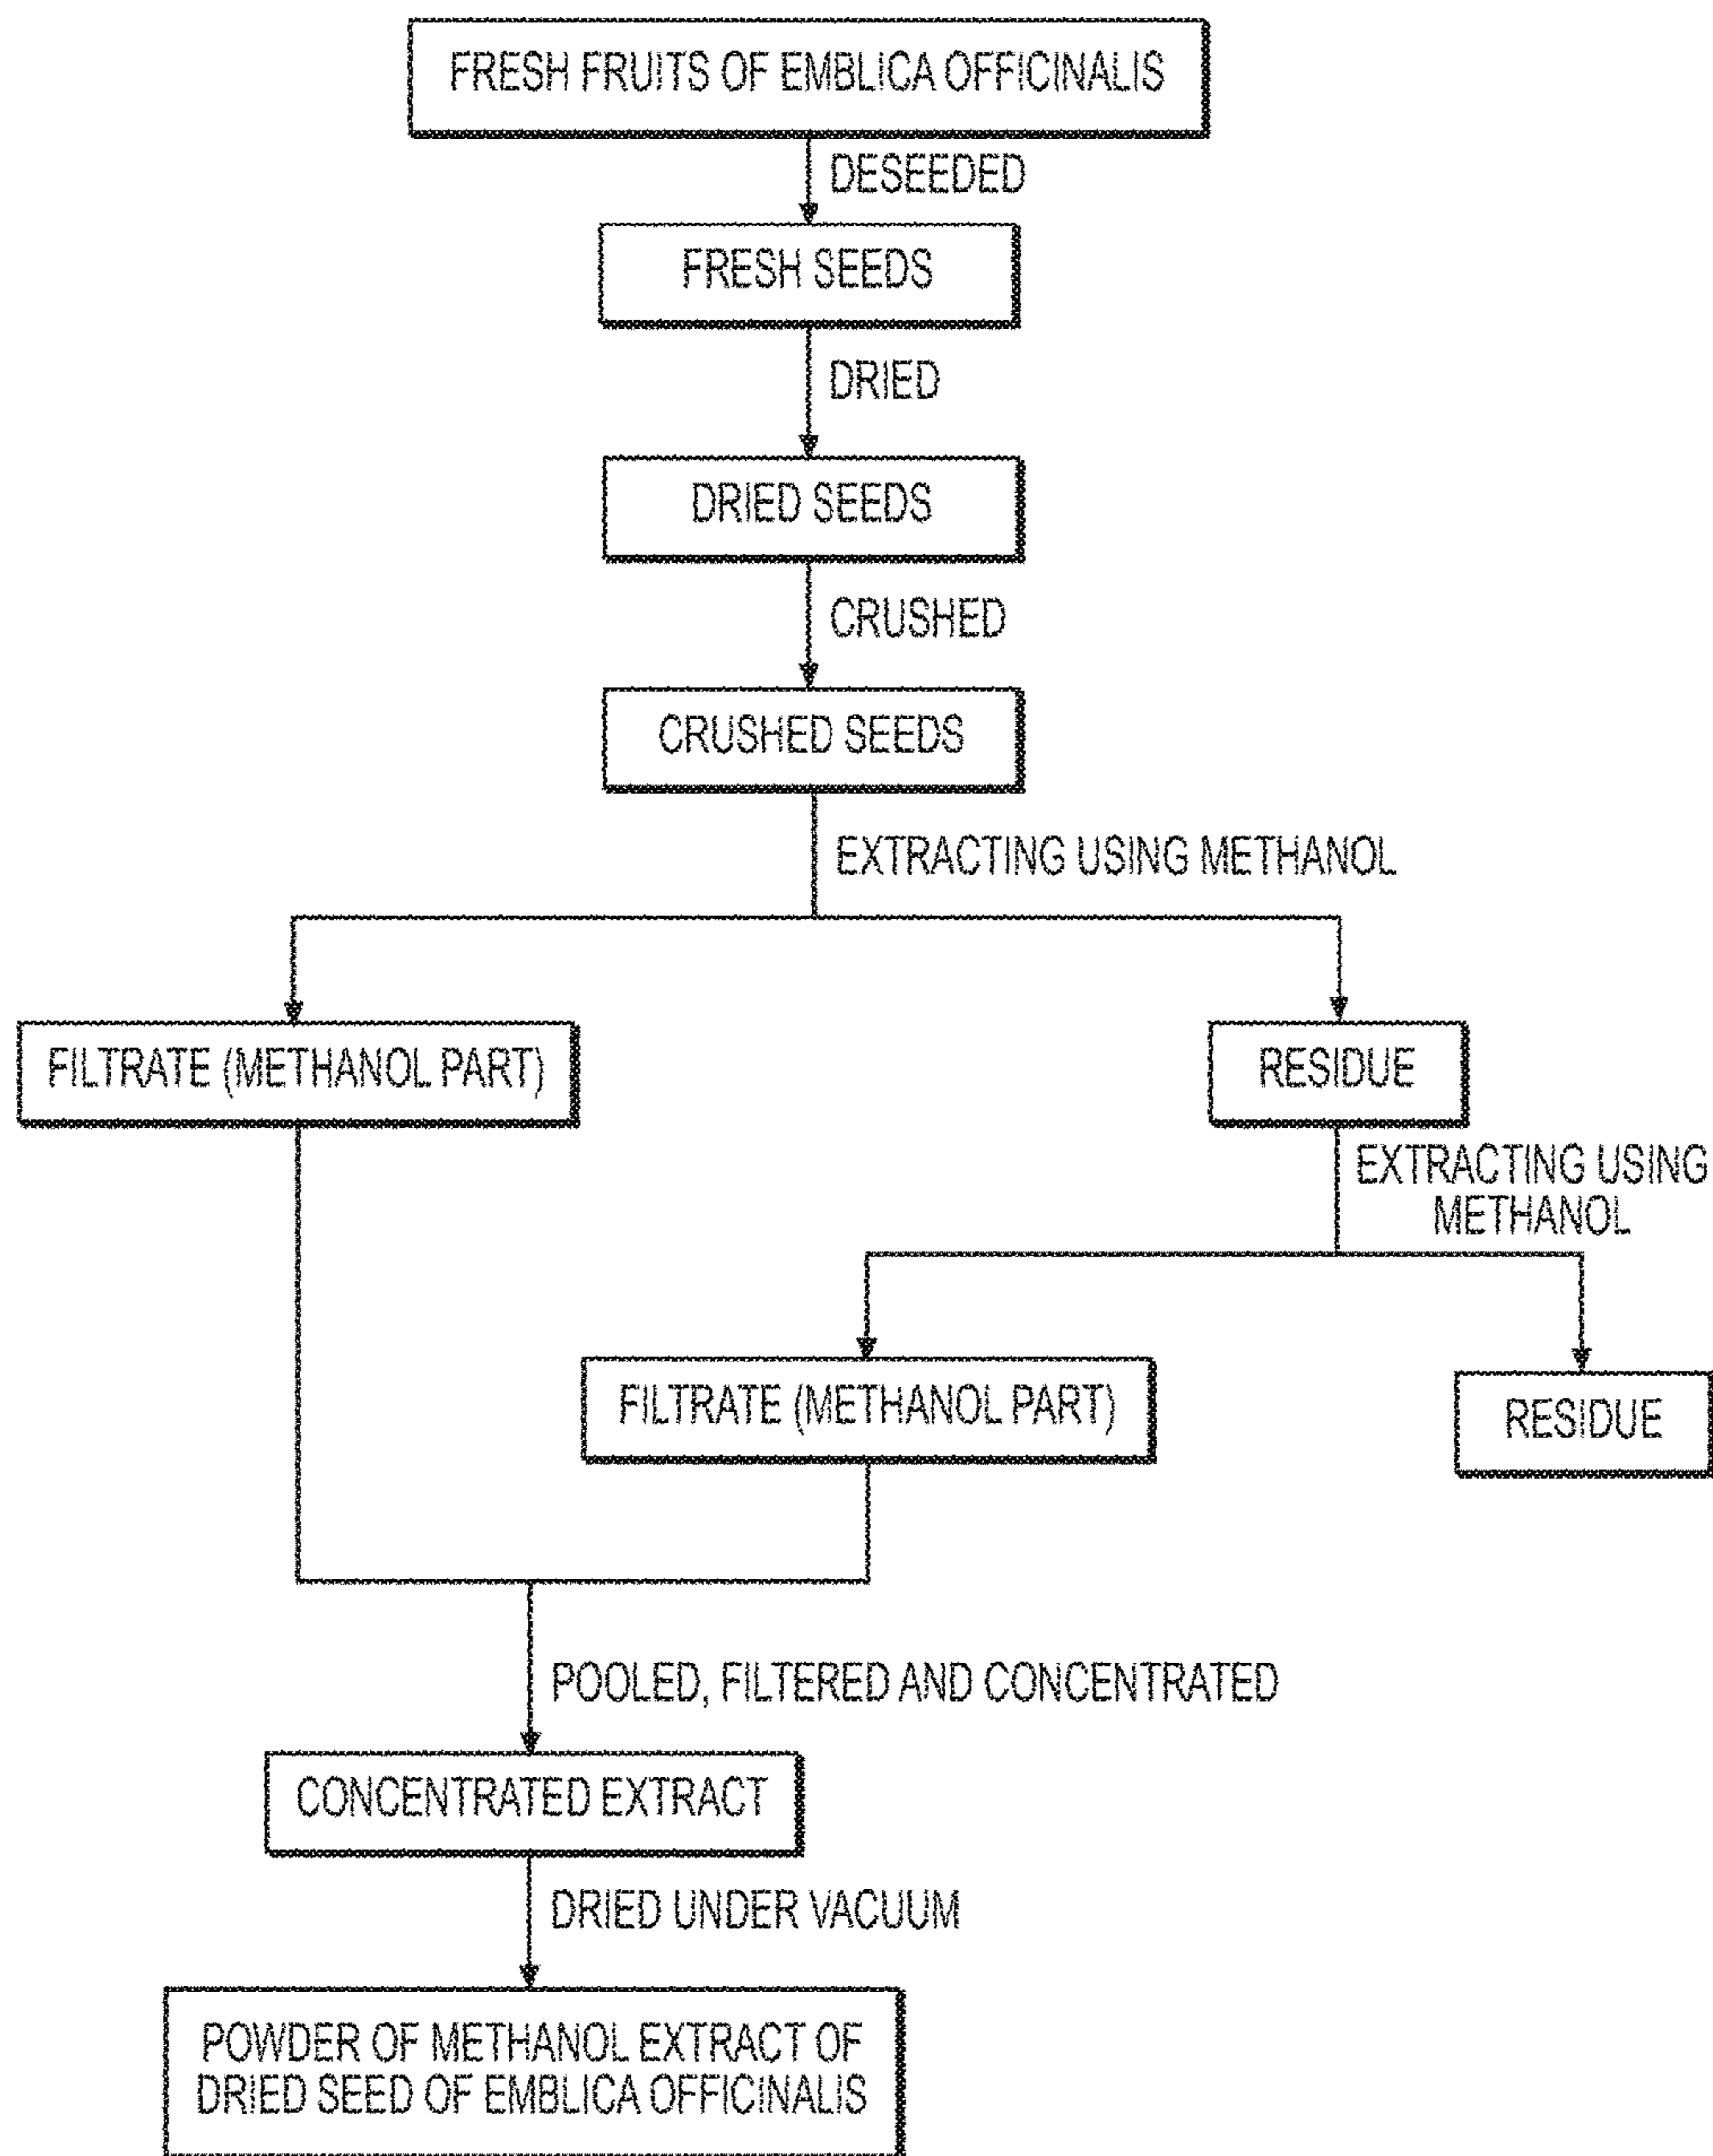 FRESH FRUITS OF EMBLICA OFFICINALIS
DESEEDED
FRESH SEEDS
DRIED
DRIED SEEDS
CRUSHED
CRUSHED SEEDS
EXTRACTING USING METHANOL
FILTRATE (METHANOL PART)
RESIDUE
EXTRACTING USING
METHANOL
FILTRATE (METHANOL PART)
RESIDUE
POOLED, FILTERED AND CONCENTRATED
CONCENTRATED EXTRACT
DRIED UNDER VACUUM
POWDER OF METHANOL EXTRACT OF
DRIED SEED OF EMBLICA OFFICINALIS